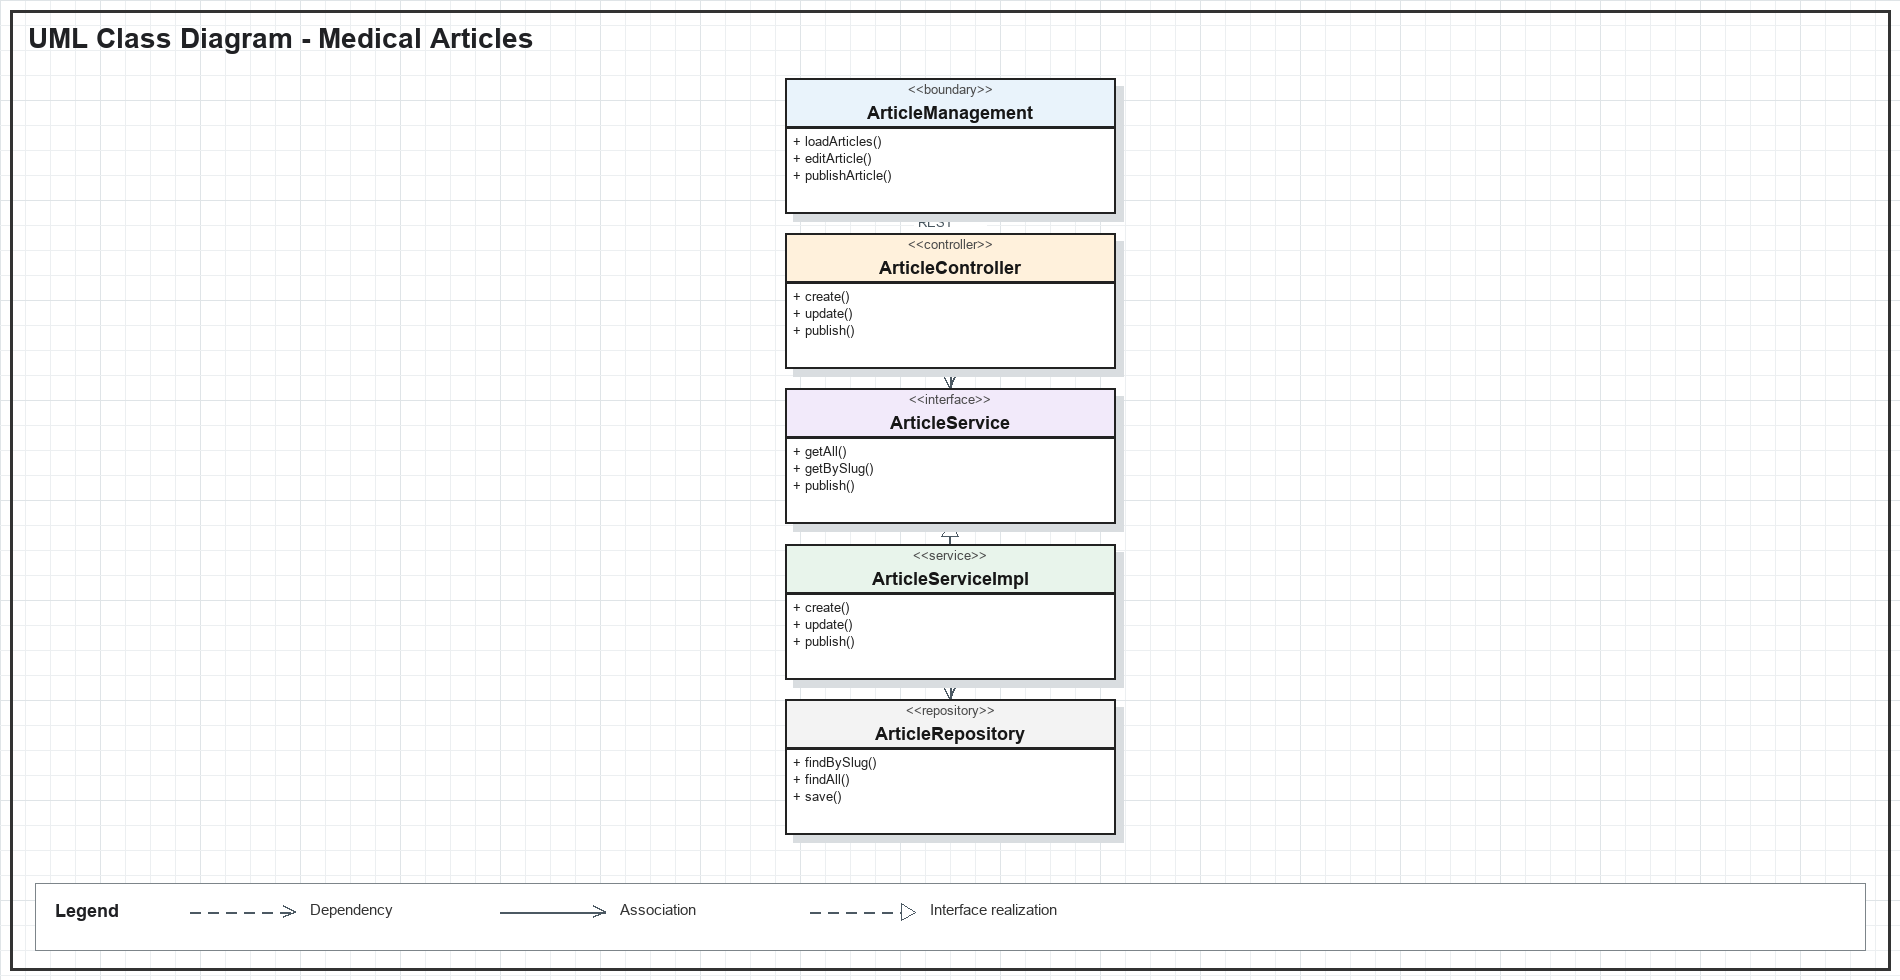 UML Class Diagram - Medical Articles
<<boundary>>
ArticleManagement
+ loadArticles()
+ editArticle()
+ publishArticle()
REST
<<controller>>
ArticleController
+ create()
+ update()
+ publish()
<<interface>>
ArticleService
+ getAll()
+ getBySlug()
+ publish()
<<service>>
ArticleServiceImpl
+ create()
+ update()
+ publish()
<<repository>>
ArticleRepository
+ findBySlug()
+ findAll()
+ save()
Legend
Dependency
Association
Interface realization